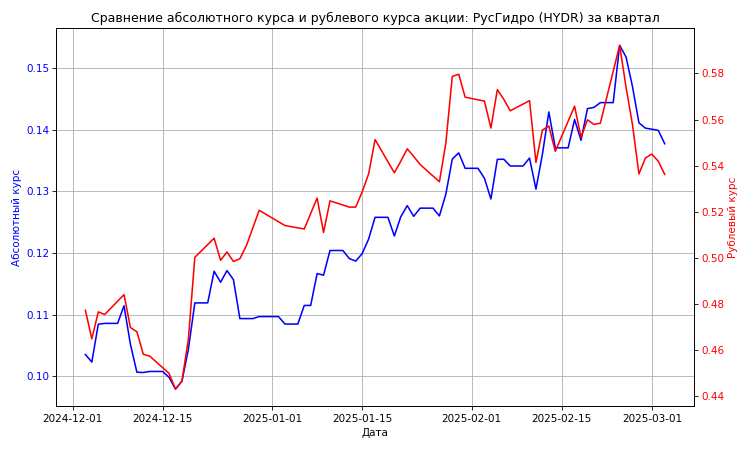 Сравнение абсолютного курса и рублевого курса акции: РусГидро (HYDR) за квартал
Абсолютный курс
0.15
0.14
0.13
0.12
0.11
0.10
0.58
0.56
0.54
0.52
0.50
0.48
0.46
0.44
Рублевый курс
2024-12-01 2024-12-15 2025-01-01 2025-01-15 2025-02-01 2025-02-15 2025-03-01
Дата